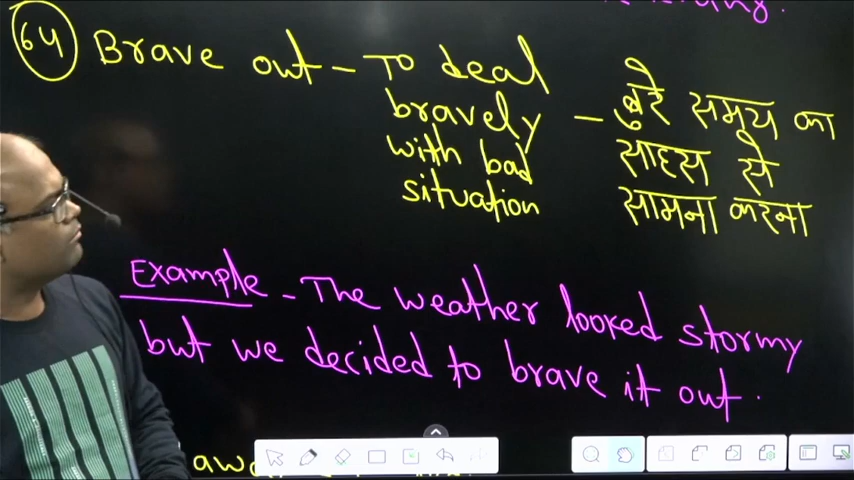 64 Brave out - To deal
bravely
with bad
situation
- बुरे समय का
साहस से
सामना करना
Example - The weather looked stormy
but we decided to brave it out.